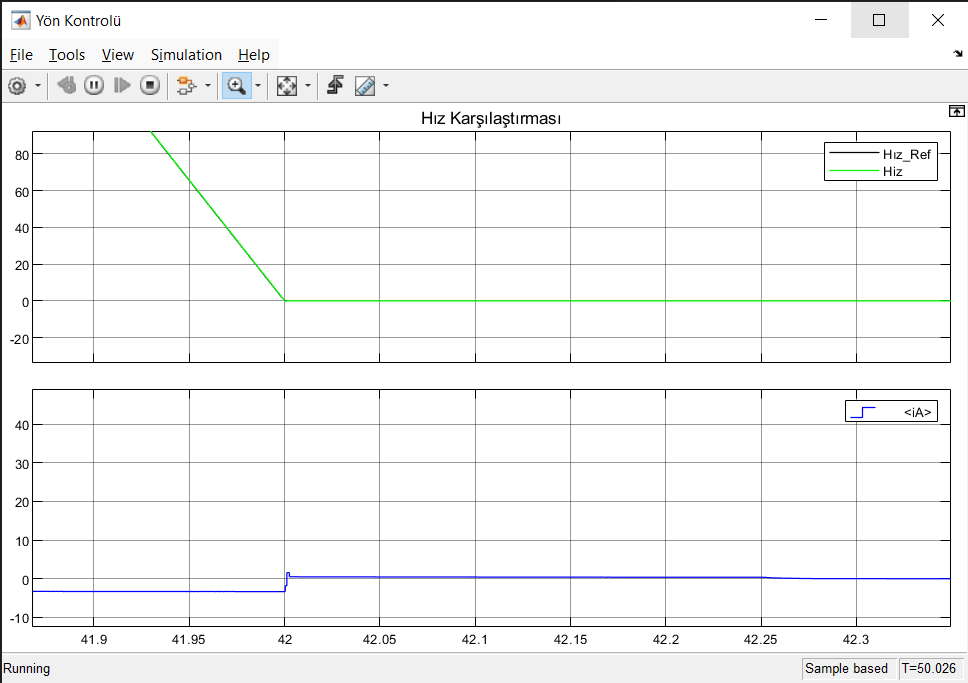 Yön Kontrolü
File Tools View Simulation Help
Hız Karşılaştırması
Hız_Ref
Hiz
80
60
40
20
0
-20
<iA>
40
30
20
10
0
-10
41.9 41.95 42 42.05 42.1 42.15 42.2 42.25 42.3
Running Sample based T=50.026